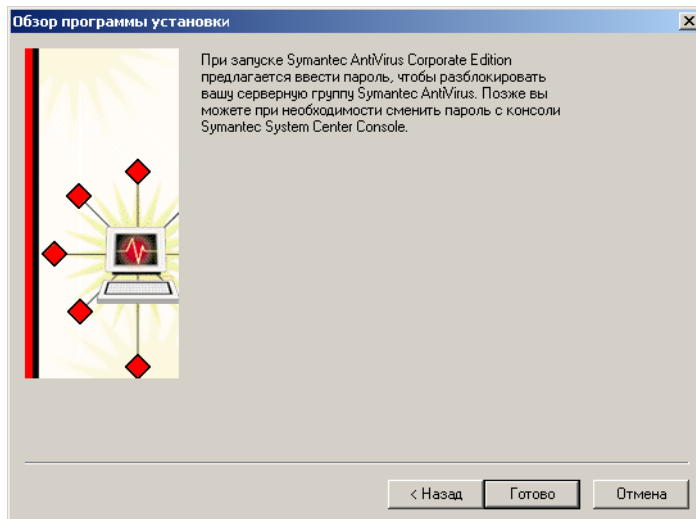 Обзор программы установки
При запуске Symantec AntiVirus Corporate Edition
предлагается ввести пароль, чтобы разблокировать
вашу серверную группу Symantec AntiVirus. Позже вы
можете при необходимости сменить пароль с консоли
Symantec System Center Console.
< Назад
Готово
Отмена